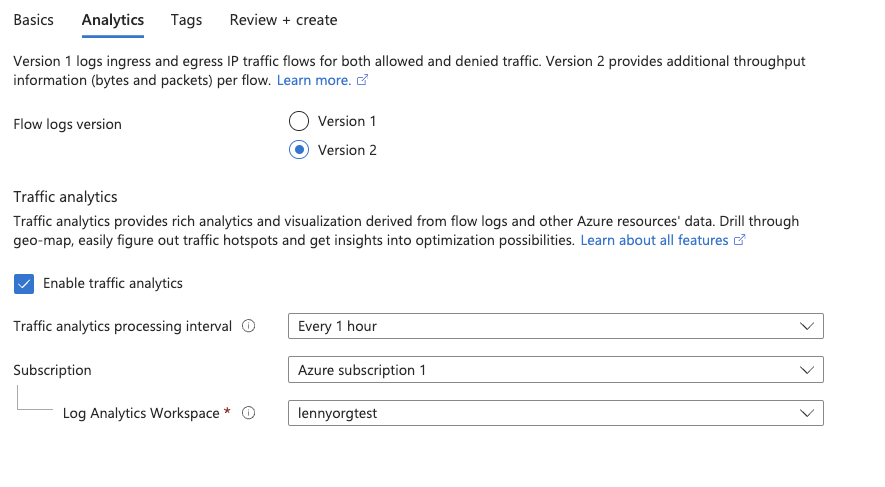 Basics Analytics Tags Review + create
Version 1 logs ingress and egress IP traffic flows for both allowed and denied traffic. Version 2 provides additional throughput
information (bytes and packets) per flow. Learn more.
Flow logs version
Version 1
Version 2
Traffic analytics
Traffic analytics provides rich analytics and visualization derived from flow logs and other Azure resources' data. Drill through
geo-map, easily figure out traffic hotspots and get insights into optimization possibilities. Learn about all features
Enable traffic analytics
Traffic analytics processing interval Every 1 hour
Subscription Azure subscription 1
Log Analytics Workspace * lennyorgtest